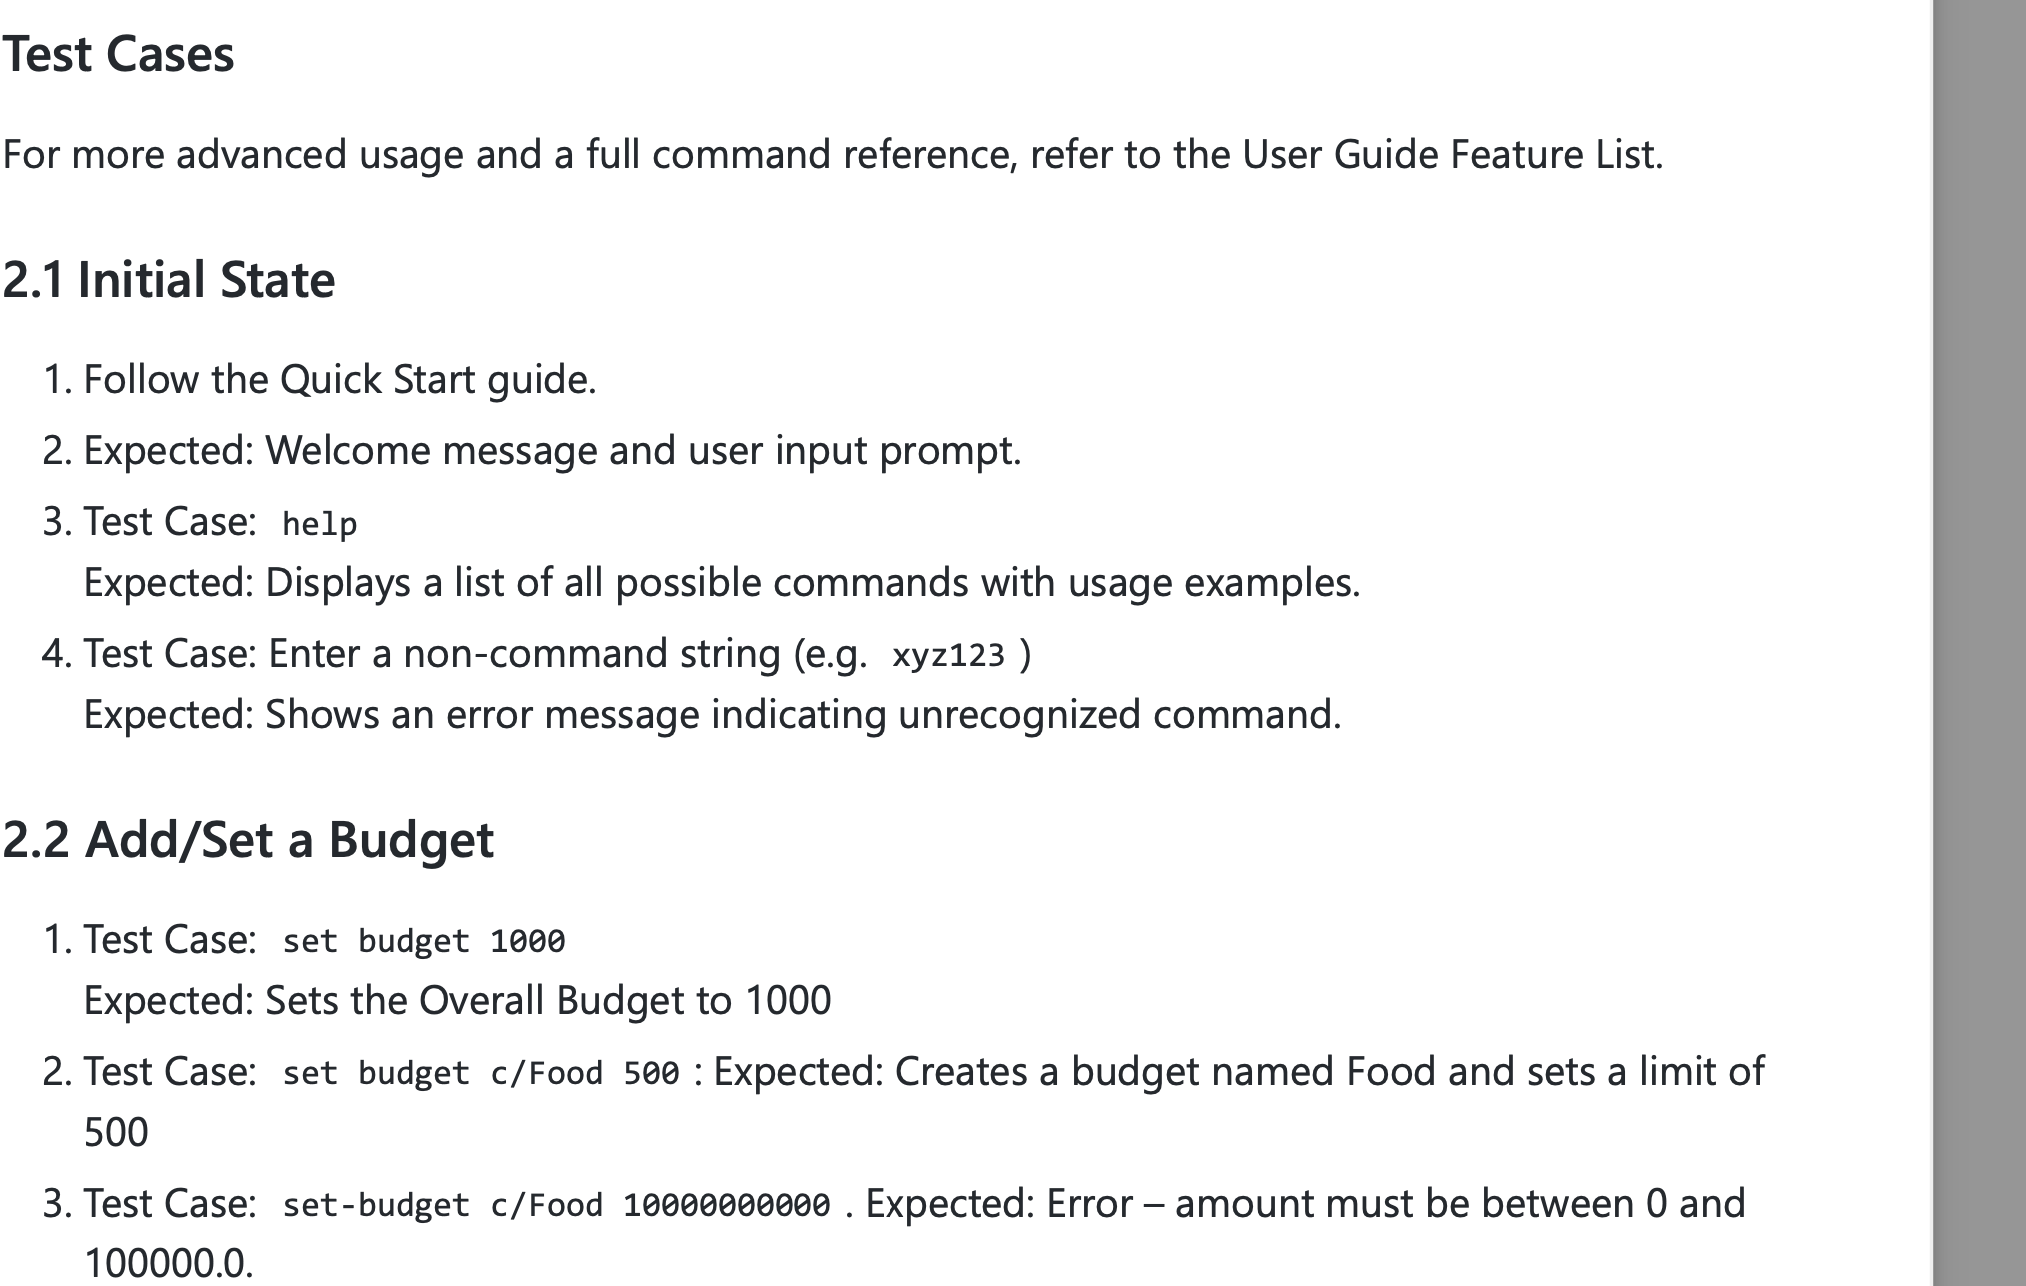 Test Cases
For more advanced usage and a full command reference, refer to the User Guide Feature List.
2.1 Initial State
1. Follow the Quick Start guide.
2. Expected: Welcome message and user input prompt.
3. Test Case: help
Expected: Displays a list of all possible commands with usage examples.
4. Test Case: Enter a non-command string (e.g. xyz123 )
Expected: Shows an error message indicating unrecognized command.
2.2 Add/Set a Budget
1. Test Case: set budget 1000
Expected: Sets the Overall Budget to 1000
2. Test Case: set budget c/Food 500 : Expected: Creates a budget named Food and sets a limit of
500
3. Test Case: set-budget c/Food 10000000000 . Expected: Error – amount must be between 0 and
100000.0.